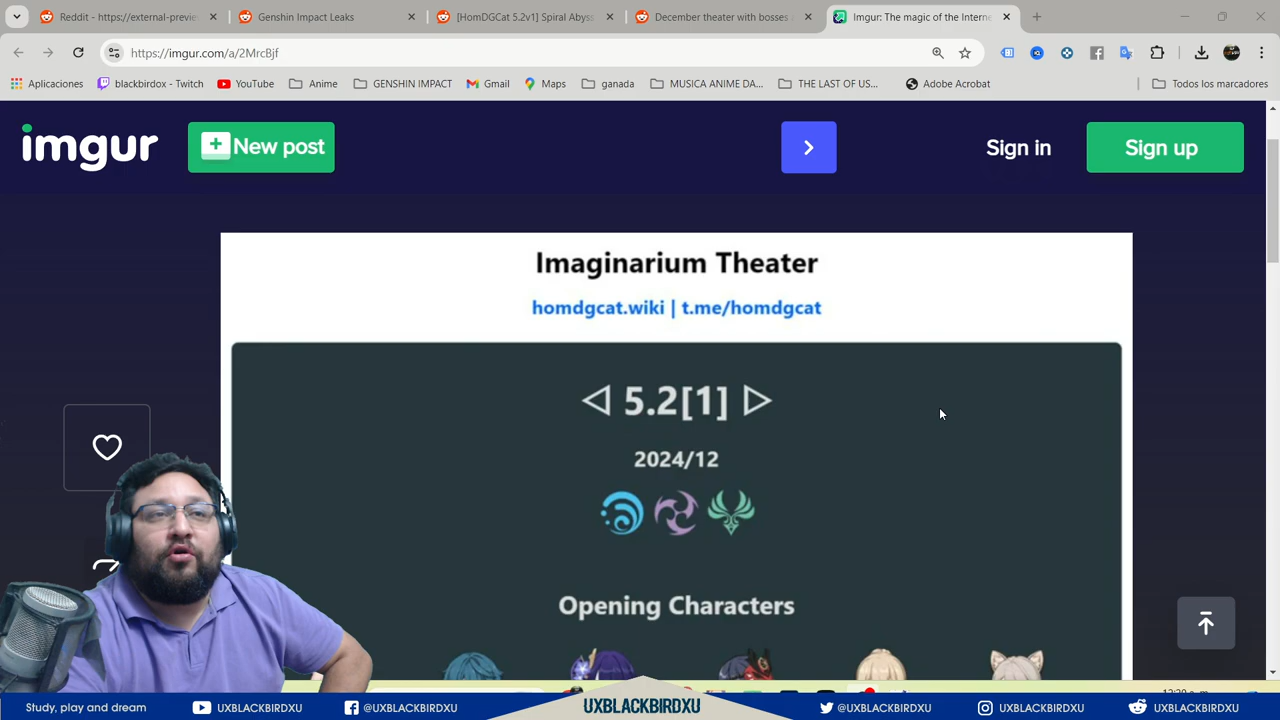 Reddit - https://external-previe
Genshin Impact Leaks
[HomDGCat 5.2v1] Spiral Abyss
December theater with bosses a
Imgur: The magic of the Interne
https://imgur.com/a/2MrcBjf
Aplicaciones
blackbirdox - Twitch
YouTube
Anime
GENSHIN IMPACT
Gmail
Maps
ganada
MUSICA ANIME DA...
THE LAST OF US...
Adobe Acrobat
Todos los marcadores
imgur
New post
Sign in
Sign up
Imaginarium Theater
homdgcat.wiki | t.me/homdgcat
5.2[1]
2024/12
Opening Characters
Study, play and dream
UXBLACKBIRDXU
@UXBLACKBIRDXU
UXBLACKBIRDXU
@UXBLACKBIRDXU
UXBLACKBIRDXU
UXBLACKBIRDXU